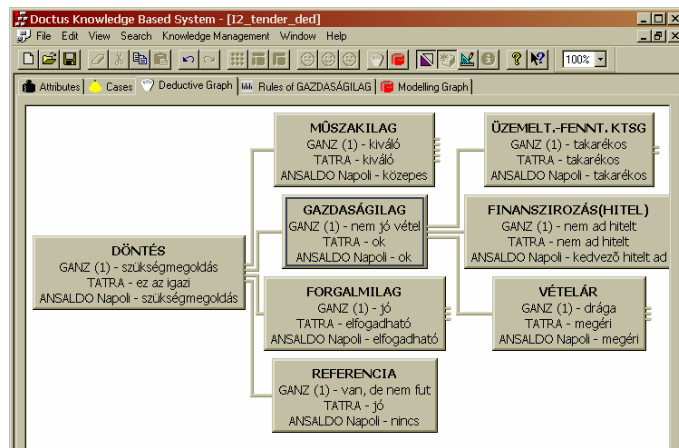 Doctus Knowledge Based System - [I2_tender_ded]
File Edit View Search Knowledge Management Window Help
100%
Attributes Cases Deductive Graph Rules of GAZDASÁGILAG Modelling Graph
MŰSZAKILAG
GANZ (1) - kiváló
TATRA - kiváló
ANSALDO Napoli - közepes
ÜZEMELT.-FENNT. KTSG
GANZ (1) - takarékos
TATRA - takarékos
ANSALDO Napoli - takarékos
GAZDASÁGILAG
GANZ (1) - nem jó vétel
TATRA - ok
ANSALDO Napoli - ok
FINANSZIROZÁS(HITEL)
GANZ (1) - nem ad hitelt
TATRA - nem ad hitelt
ANSALDO Napoli - kedvező hitelt ad
DÖNTÉS
GANZ (1) - szükségmegoldás
TATRA - ez az igazi
ANSALDO Napoli - szükségmegoldás
FORGALMILAG
GANZ (1) - jó
TATRA - elfogadható
ANSALDO Napoli - elfogadható
VÉTELÁR
GANZ (1) - drága
TATRA - megéri
ANSALDO Napoli - megéri
REFERENCIA
GANZ (1) - van, de nem fut
TATRA - jó
ANSALDO Napoli - nincs